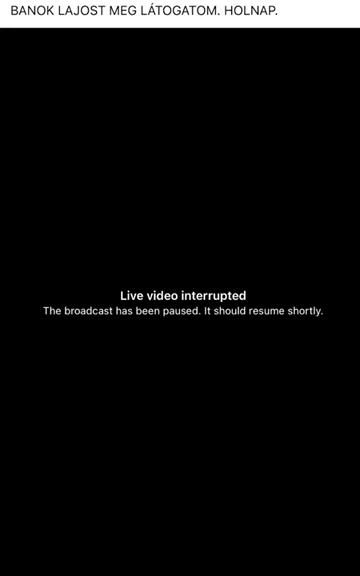 BANOK LAJOST MEG LÁTOGATOM. HOLNAP.
Live video interrupted
The broadcast has been paused. It should resume shortly.